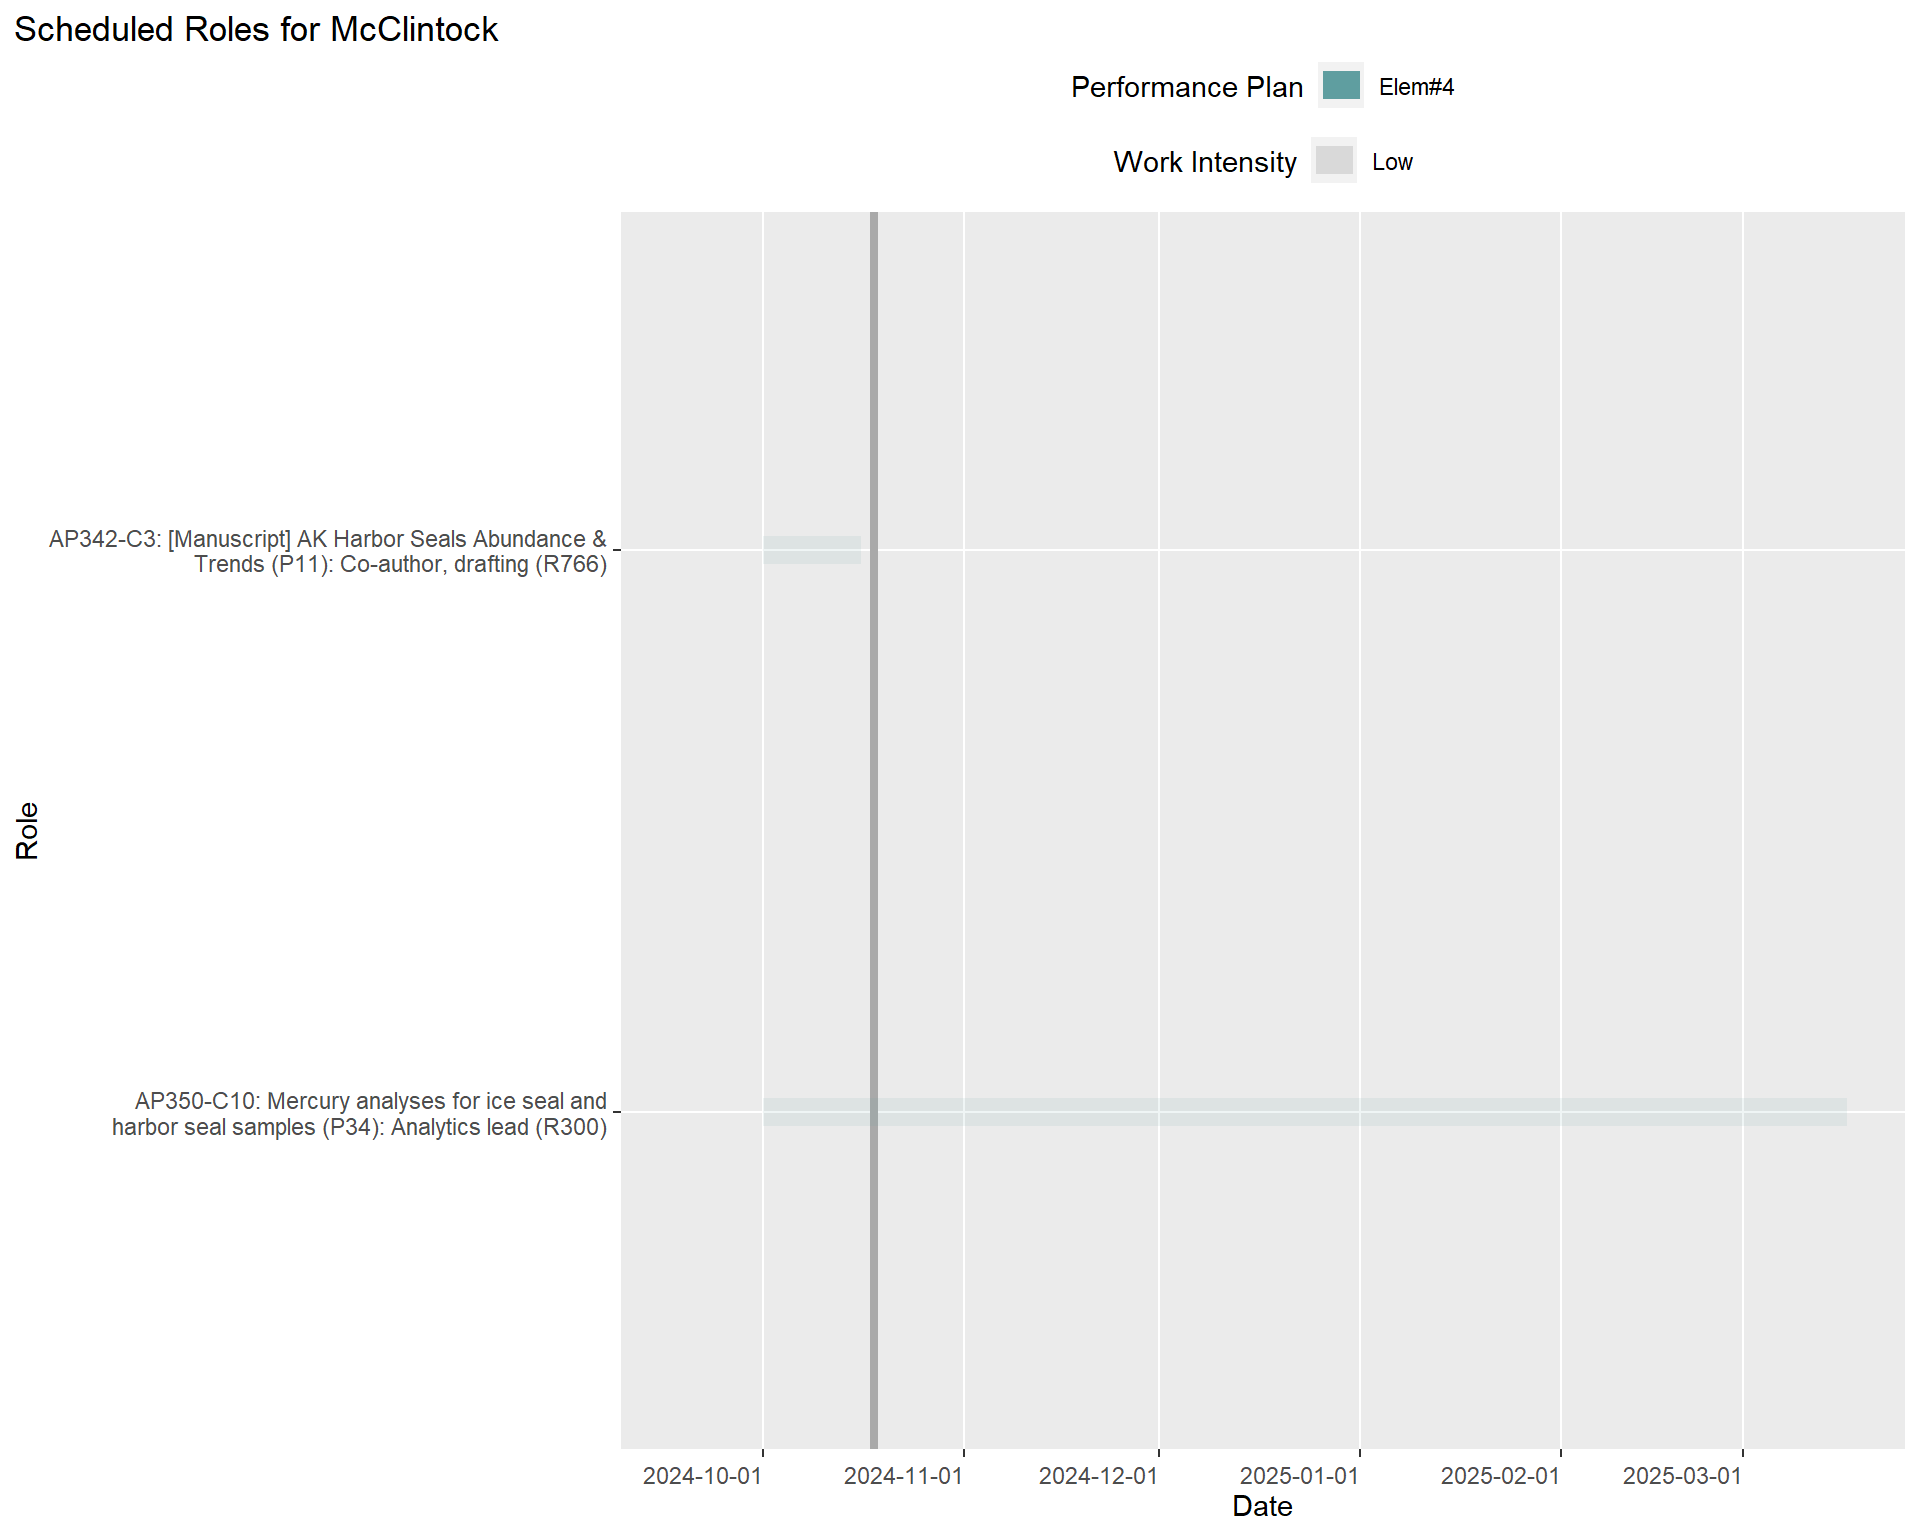 Scheduled Roles for McClintock
Performance Plan Elem#4
Work Intensity Low
AP342-C3: [Manuscript] AK Harbor Seals Abundance &
Trends (P11): Co-author, drafting (R766)
Role
AP350-C10: Mercury analyses for ice seal and
harbor seal samples (P34): Analytics lead (R300)
2024-10-01 2024-11-01 2024-12-01 2025-01-01 2025-02-01 2025-03-01
Date